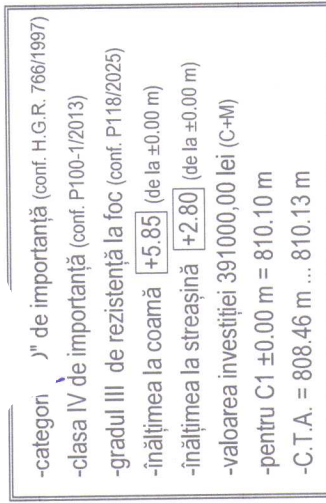 -categori )" de importanță (conf. H.G.R. 766/1997)
-clasa IV de importanță (conf. P100-1/2013)
-gradul III de rezistență la foc (conf. P118/2025)
-înălțimea la coamă +5.85 (de la ±0.00 m)
-înălțimea la streașină +2.80 (de la ±0.00 m)
-valoarea investiției 391000,00 lei (C+M)
-pentru C1 ±0.00 m = 810.10 m
-C.T.A. = 808.46 m ... 810.13 m